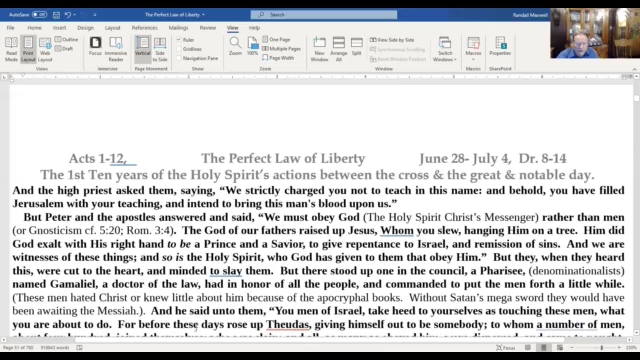 AutoSave Off
The Perfect Law of Liberty
Search
Randall Maxwell
File Home Insert Draw Design Layout References Mailings Review View Help
Share Comments
Read Mode
Print Layout
Web Layout
Outline
Draft
Views
Focus
Immersive Reader
Immersive
Vertical
Side to Side
Page Movement
Ruler
Gridlines
Navigation Pane
Show
Zoom
100%
One Page
Multiple Pages
Page Width
Zoom
New Window
Arrange All
Split
View Side by Side
Synchronous Scrolling
Reset Window Position
Window
Switch Windows
Macros
Macros
Properties
SharePoint
Acts 1-12, The Perfect Law of Liberty June 28- July 4, Dr. 8-14
The 1st Ten years of the Holy Spirit's actions between the cross & the great & notable day.
And the high priest asked them, saying, "We strictly charged you not to teach in this name: and behold, you have filled
Jerusalem with your teaching, and intend to bring this man's blood upon us."
But Peter and the apostles answered and said, "We must obey God (The Holy Spirit Christ's Messenger) rather than men
(or Gnosticism cf. 5:20; Rom. 3:4). The God of our fathers raised up Jesus, Whom you slew, hanging Him on a tree. Him did
God exalt with His right hand to be a Prince and a Savior, to give repentance to Israel, and remission of sins. And we are
witnesses of these things; and so is the Holy Spirit, who God has given to them that obey Him." But they, when they heard
this, were cut to the heart, and minded to slay them. But there stood up one in the council, a Pharisee, (denominationalists)
named Gamaliel, a doctor of the law, had in honor of all the people, and commanded to put the men forth a little while.
(These men hated Christ or knew little about him because of the apocryphal books. Without Satan's mega sword they would have
been awaiting the Messiah.) And he said unto them, "You men of Israel, take heed to yourselves as touching these men, what
you are about to do. For before these days rose up Theudas, giving himself out to be somebody; to whom a number of men,